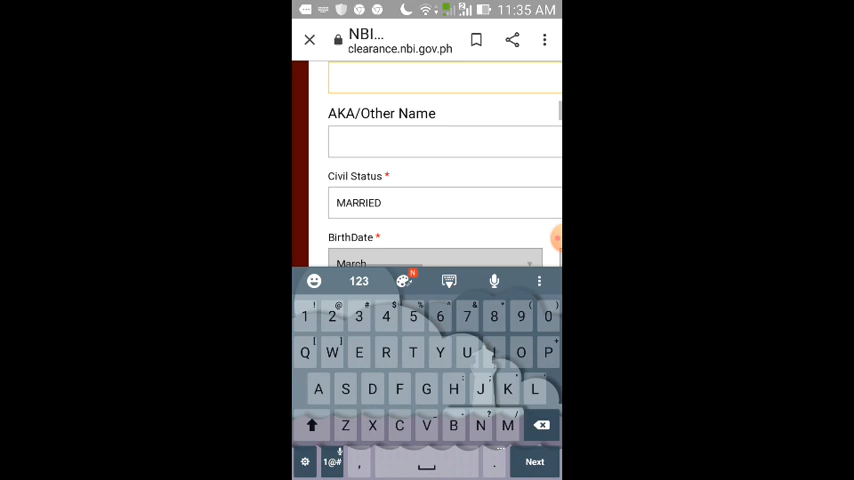 11:35 AM
NBI...
clearance.nbi.gov.ph
AKA/Other Name
Civil Status *
MARRIED
BirthDate *
March
123
! @ # $ % ^ & * ( )
1 2 3 4 5 6 7 8 9 0
Q W E R T Y U I O P
A S D F G H J K L
Z X C V B N M
1@# , . Next